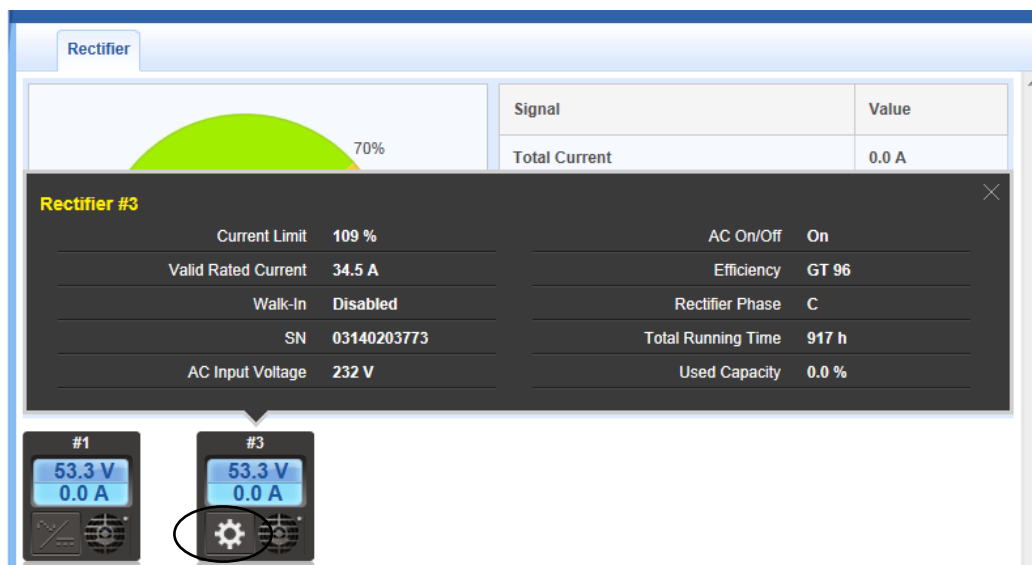 Rectifier
Signal Value
70%
Total Current 0.0 A
Rectifier #3
Current Limit 109 % AC On/Off On
Valid Rated Current 34.5 A Efficiency GT 96
Walk-In Disabled Rectifier Phase C
SN 03140203773 Total Running Time 917 h
AC Input Voltage 232 V Used Capacity 0.0 %
#1 #3
53.3 V 53.3 V
0.0 A 0.0 A